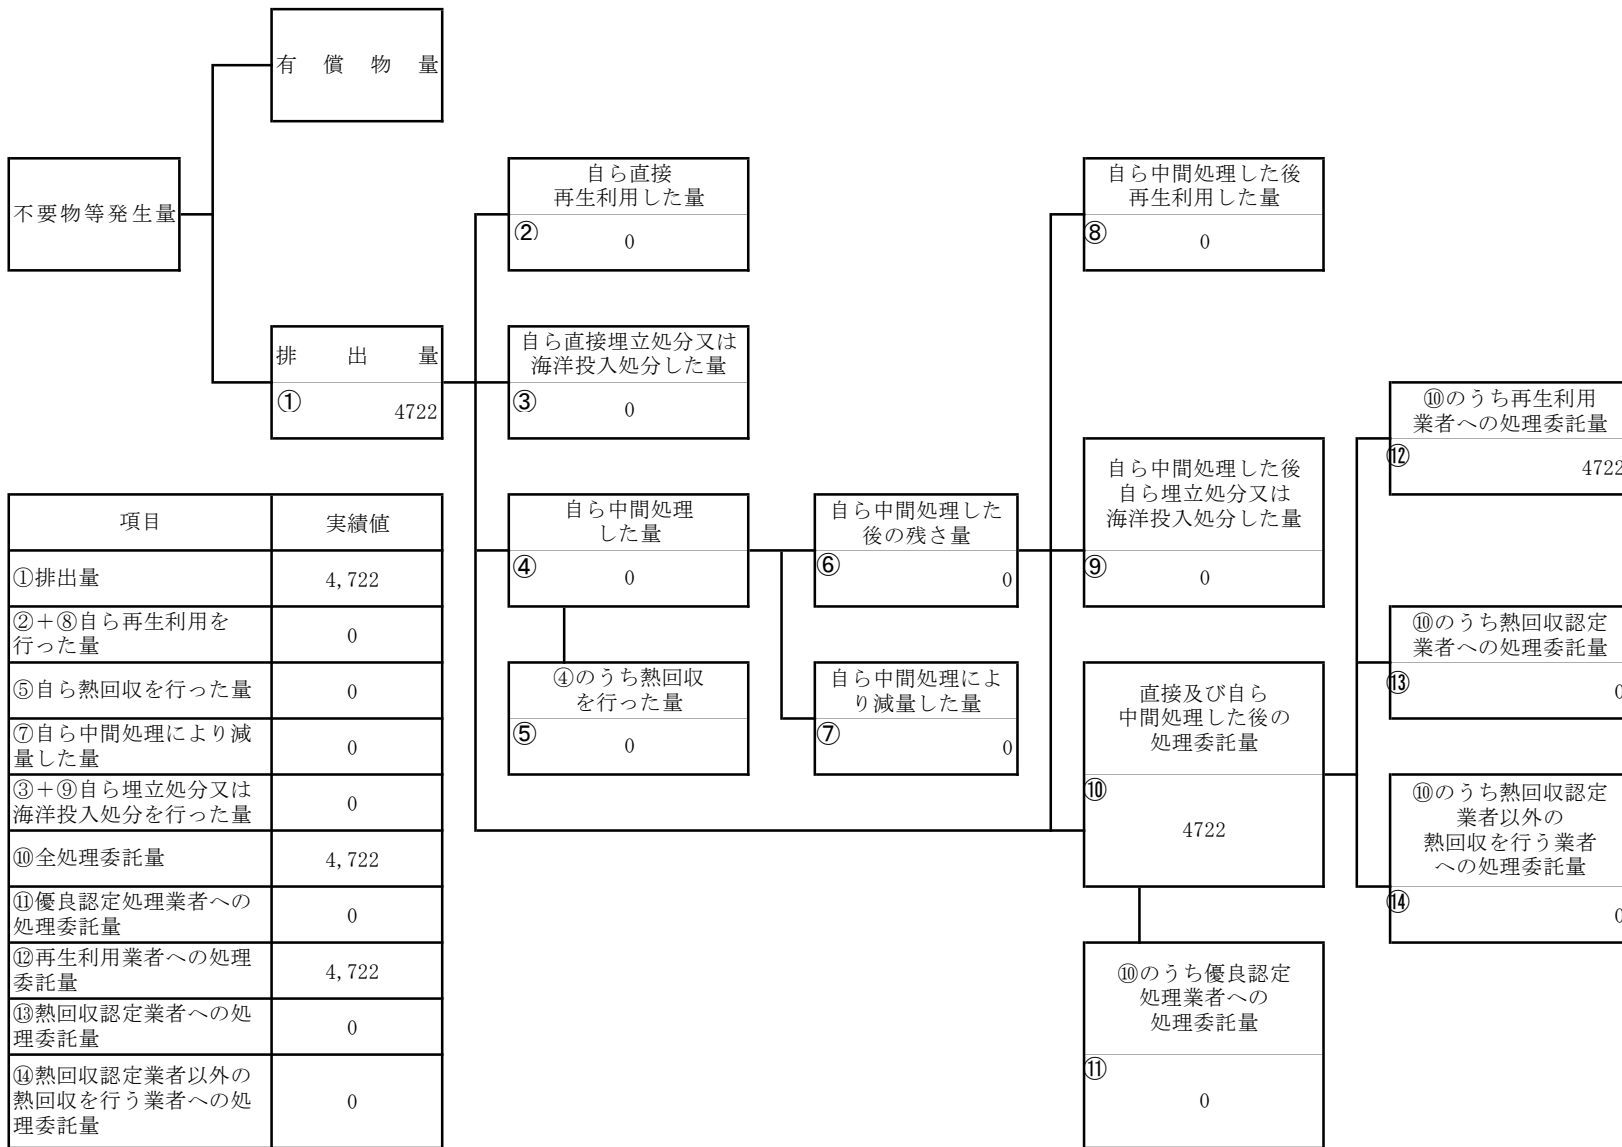 有償物量
不要物等発生量
排出量
①
4722
自ら直接
再生利用した量
②
0
自ら直接埋立処分又は
海洋投入処分した量
③
0
自ら中間処理
した量
④
0
④のうち熱回収
を行った量
⑤
0
自ら中間処理した
後の残さ量
⑥
0
自ら中間処理によ
り減量した量
⑦
0
自ら中間処理した後
再生利用した量
⑧
0
自ら中間処理した後
自ら埋立処分又は
海洋投入処分した量
⑨
0
直接及び自ら
中間処理した後の
処理委託量
⑩
4722
⑩のうち優良認定
処理業者への
処理委託量
⑪
0
⑩のうち再生利用
業者への処理委託量
⑫
4722
⑩のうち熱回収認定
業者への処理委託量
⑬
0
⑩のうち熱回収認定
業者以外の
熱回収を行う業者
への処理委託量
⑭
0
項目 実績値
①排出量 4,722
②＋⑧自ら再生利用を
行った量 0
⑤自ら熱回収を行った量 0
⑦自ら中間処理により減
量した量 0
③＋⑨自ら埋立処分又は
海洋投入処分を行った量 0
⑩全処理委託量 4,722
⑪優良認定処理業者への
処理委託量 0
⑫再生利用業者への処理
委託量 4,722
⑬熱回収認定業者への処
理委託量 0
⑭熱回収認定業者以外の
熱回収を行う業者への処
理委託量 0